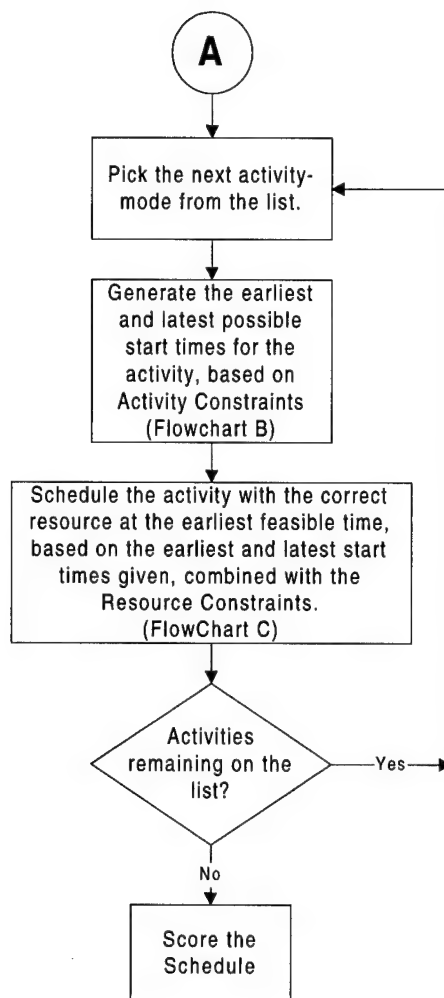 A
Pick the next activity-
mode from the list.
Generate the earliest
and latest possible
start times for the
activity, based on
Activity Constraints
(Flowchart B)
Schedule the activity with the correct
resource at the earliest feasible time,
based on the earliest and latest start
times given, combined with the
Resource Constraints.
(FlowChart C)
Activities
remaining on the
list?
Yes
No
Score the
Schedule